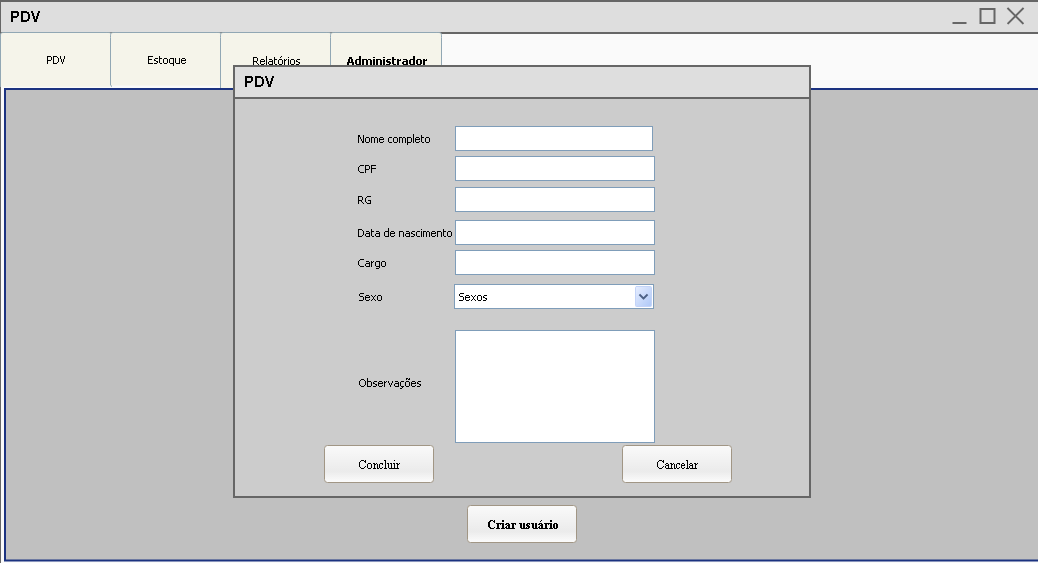 PDV
PDV
Estoque
Relatórios
Administrador
PDV
Nome completo
CPF
RG
Data de nascimento
Cargo
Sexo
Sexos
Observações
Concluir
Cancelar
Criar usuário